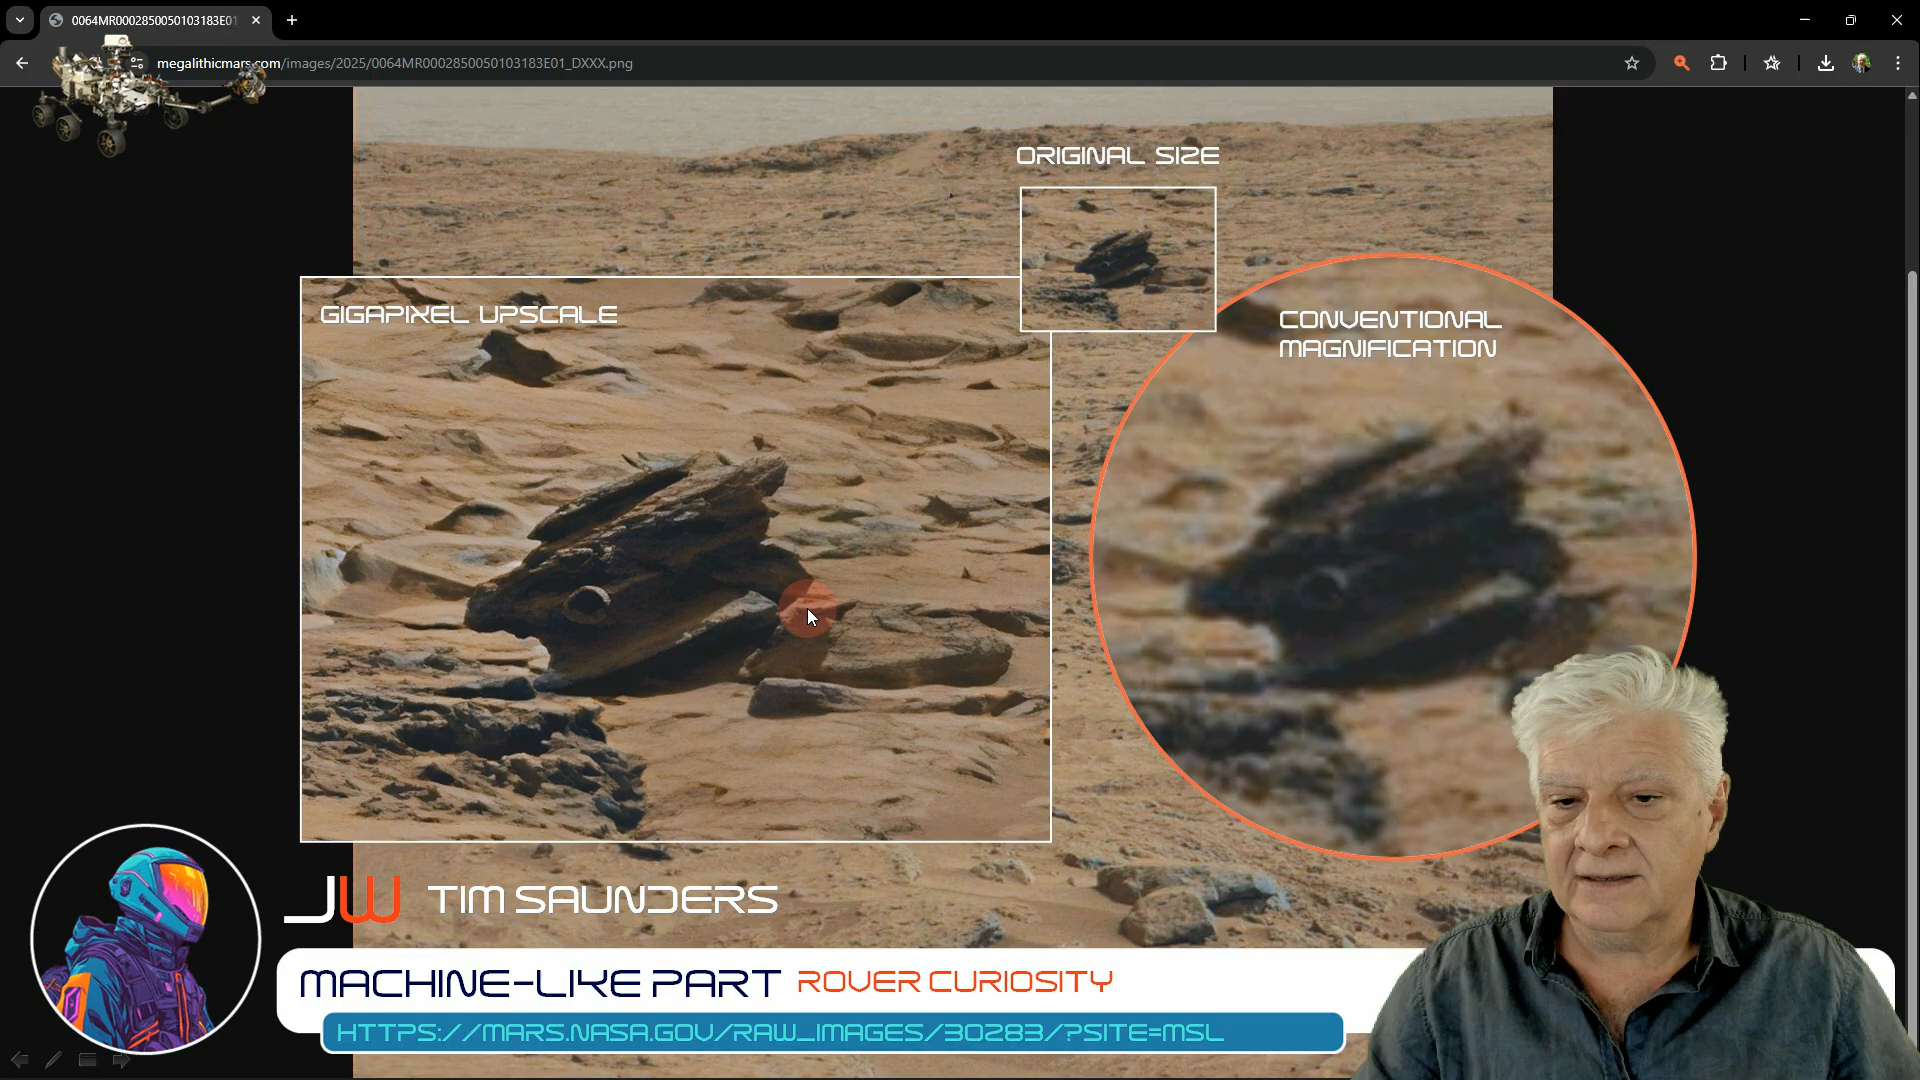 0064MR0002850050103183E01
megalithicmars.com/images/2025/0064MR0002850050103183E01_DXXX.png
ORIGINAL SIZE
GIGAPIXEL UPSCALE
CONVENTIONAL
MAGNIFICATION
JW TIM SAUNDERS
MACHINE-LIKE PART ROVER CURIOSITY
HTTPS://MARS.NASA.GOV/RAW_IMAGES/30283/?SITE=MSL